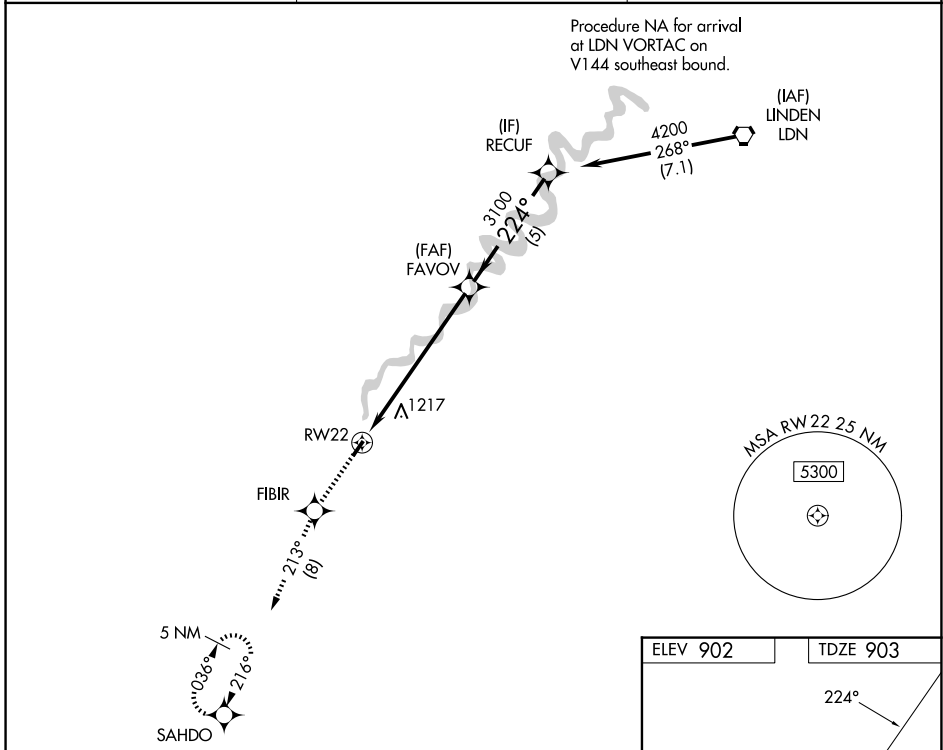 Procedure NA for arrival
at LDN VORTAC on
V144 southeast bound.
(IAF)
LINDEN
LDN
4200
268°
(7.1)
(IF)
RECUF
3100
224°
(5)
(FAF)
FAVOV
1217
RW22
FIBIR
213°
(8)
MSA RW22 25 NM
5300
5 NM
036°
216°
SAHDO
ELEV 902
TDZE 903
224°